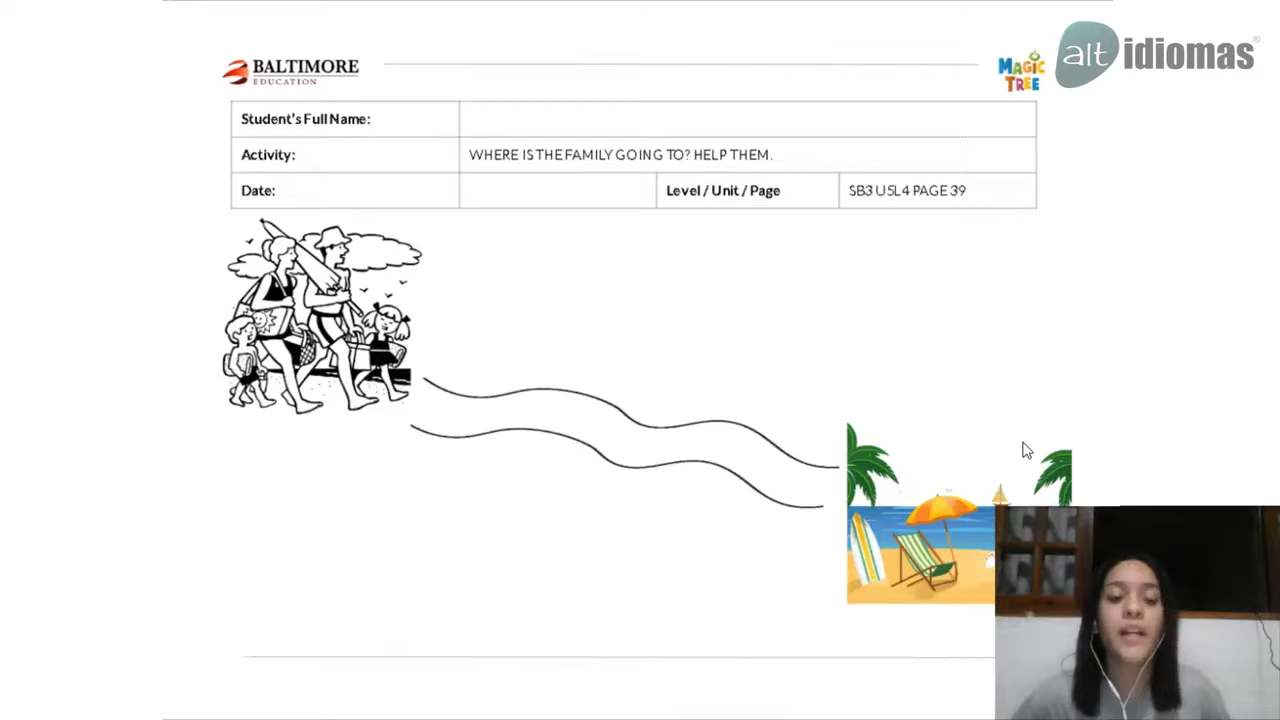 BALTIMORE
EDUCATION
MAGIC
TREE
alt idiomas
Student's Full Name:
Activity: WHERE IS THE FAMILY GOING TO? HELP THEM.
Date: Level / Unit / Page SB3 U5L4 PAGE 39